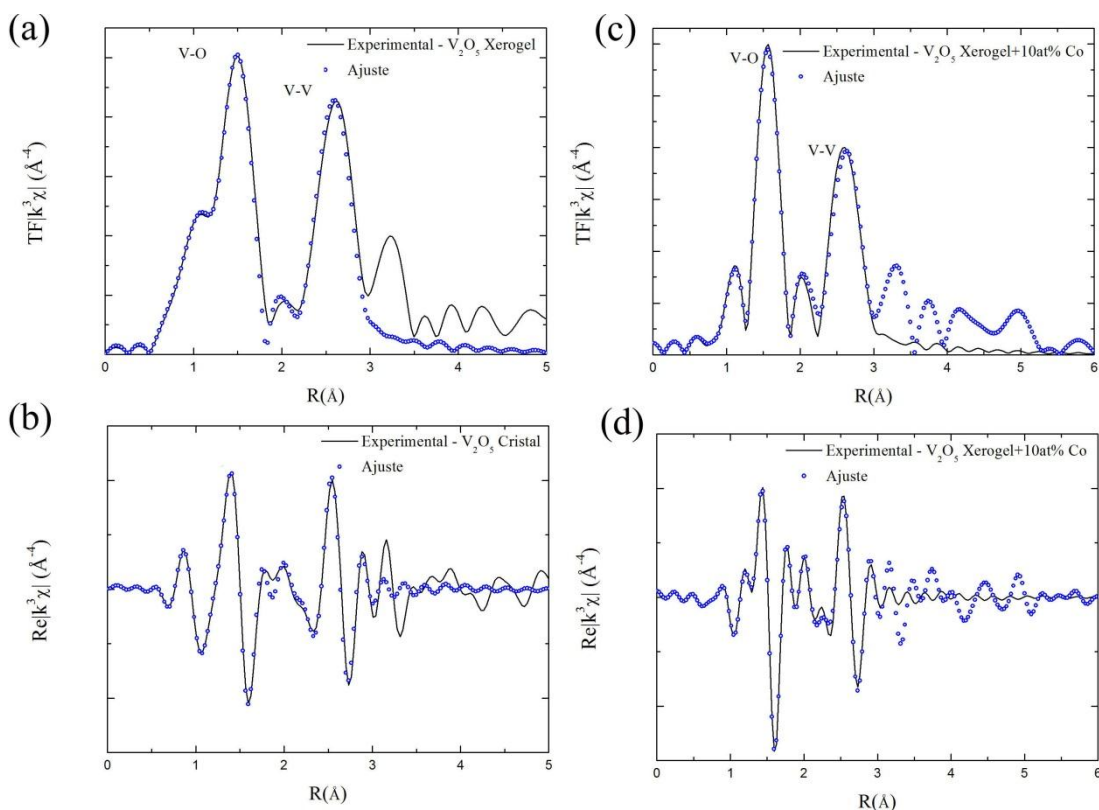 (a)
Experimental - V₂O₅ Xerogel
Ajuste
V-O
V-V
TF|k³χ| (Å⁻⁴)
0 1 2 3 4 5
R(Å)
(b)
Experimental - V₂O₅ Cristal
Ajuste
Re|k³χ| (Å⁻⁴)
0 1 2 3 4 5
R(Å)
(c)
Experimental - V₂O₅ Xerogel+10at% Co
Ajuste
V-O
V-V
TF|k³χ| (Å⁻⁴)
0 1 2 3 4 5 6
R(Å)
(d)
Experimental - V₂O₅ Xerogel+10at% Co
Ajuste
Re|k³χ| (Å⁻⁴)
0 1 2 3 4 5 6
R(Å)